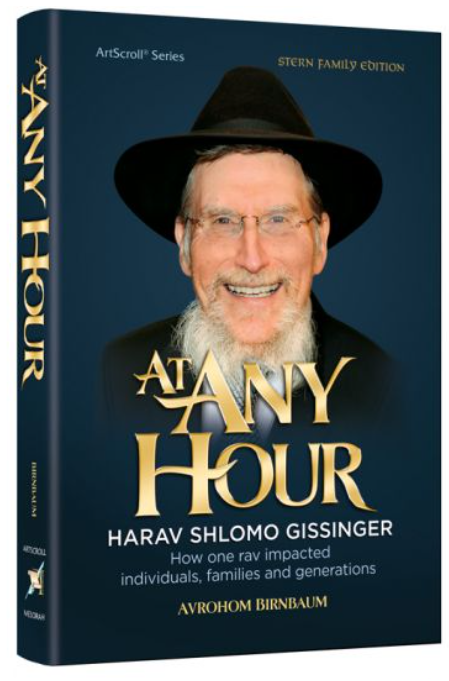 ArtScroll® Series
STERN FAMILY EDITION
AT
ANY
HOUR
HARAV SHLOMO GISSINGER
How one rav impacted
individuals, families and generations
AVROHOM BIRNBAUM
AT ANY HOUR
BIRNBAUM
ARTSCROLL
MESORAH